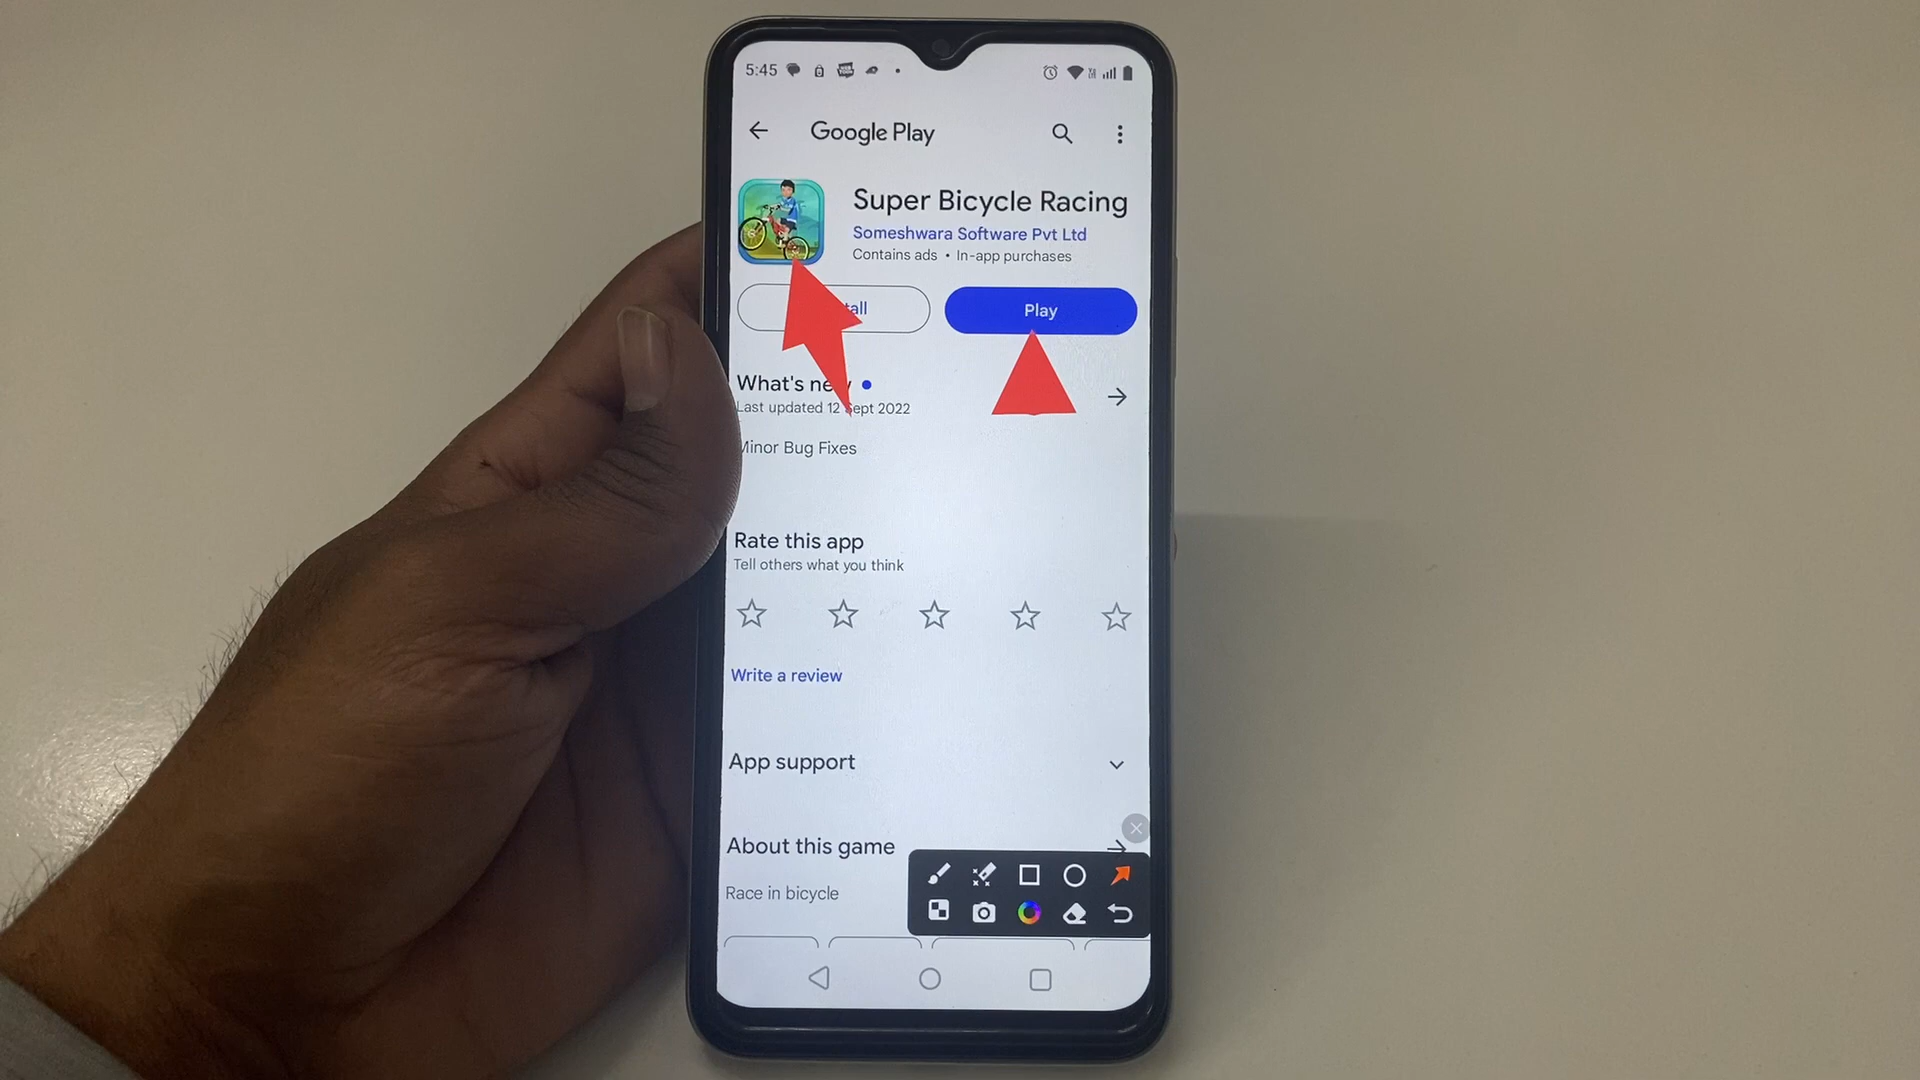 5:45
Google Play
Super Bicycle Racing
Someshwara Software Pvt Ltd
Contains ads • In-app purchases
Play
What's
Last updated 12 Sept 2022
Minor Bug Fixes
Rate this app
Tell others what you think
Write a review
App support
About this game
Race in bicycle